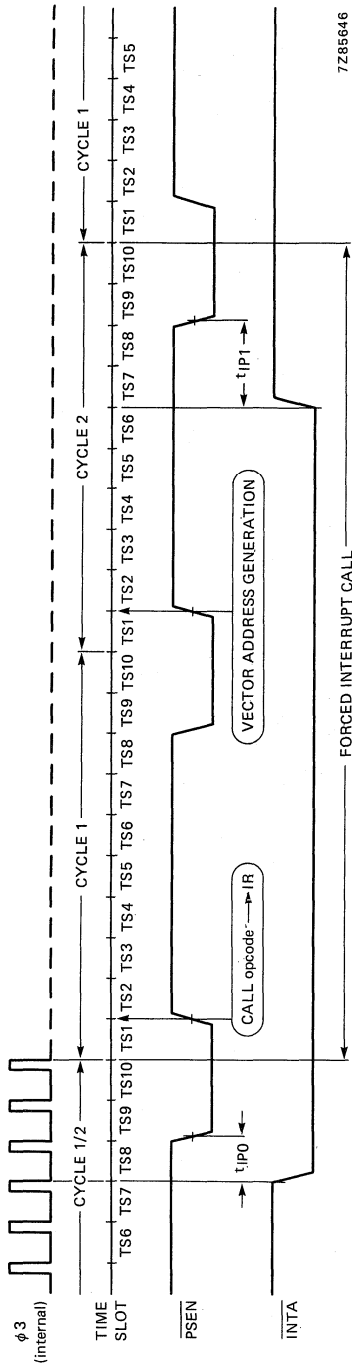 φ3
(internal)
CYCLE 1/2
CYCLE 1
CYCLE 2
CYCLE 1
TIME
SLOT
TS6 TS7 TS8 TS9 TS10 TS1 TS2 TS3 TS4 TS5 TS6 TS7 TS8 TS9 TS10 TS1 TS2 TS3 TS4 TS5 TS6 TS7 TS8 TS9 TS10 TS1 TS2 TS3 TS4 TS5
PSEN
tIP0
CALL opcode → IR
VECTOR ADDRESS GENERATION
tIP1
INTA
FORCED INTERRUPT CALL
7Z85646